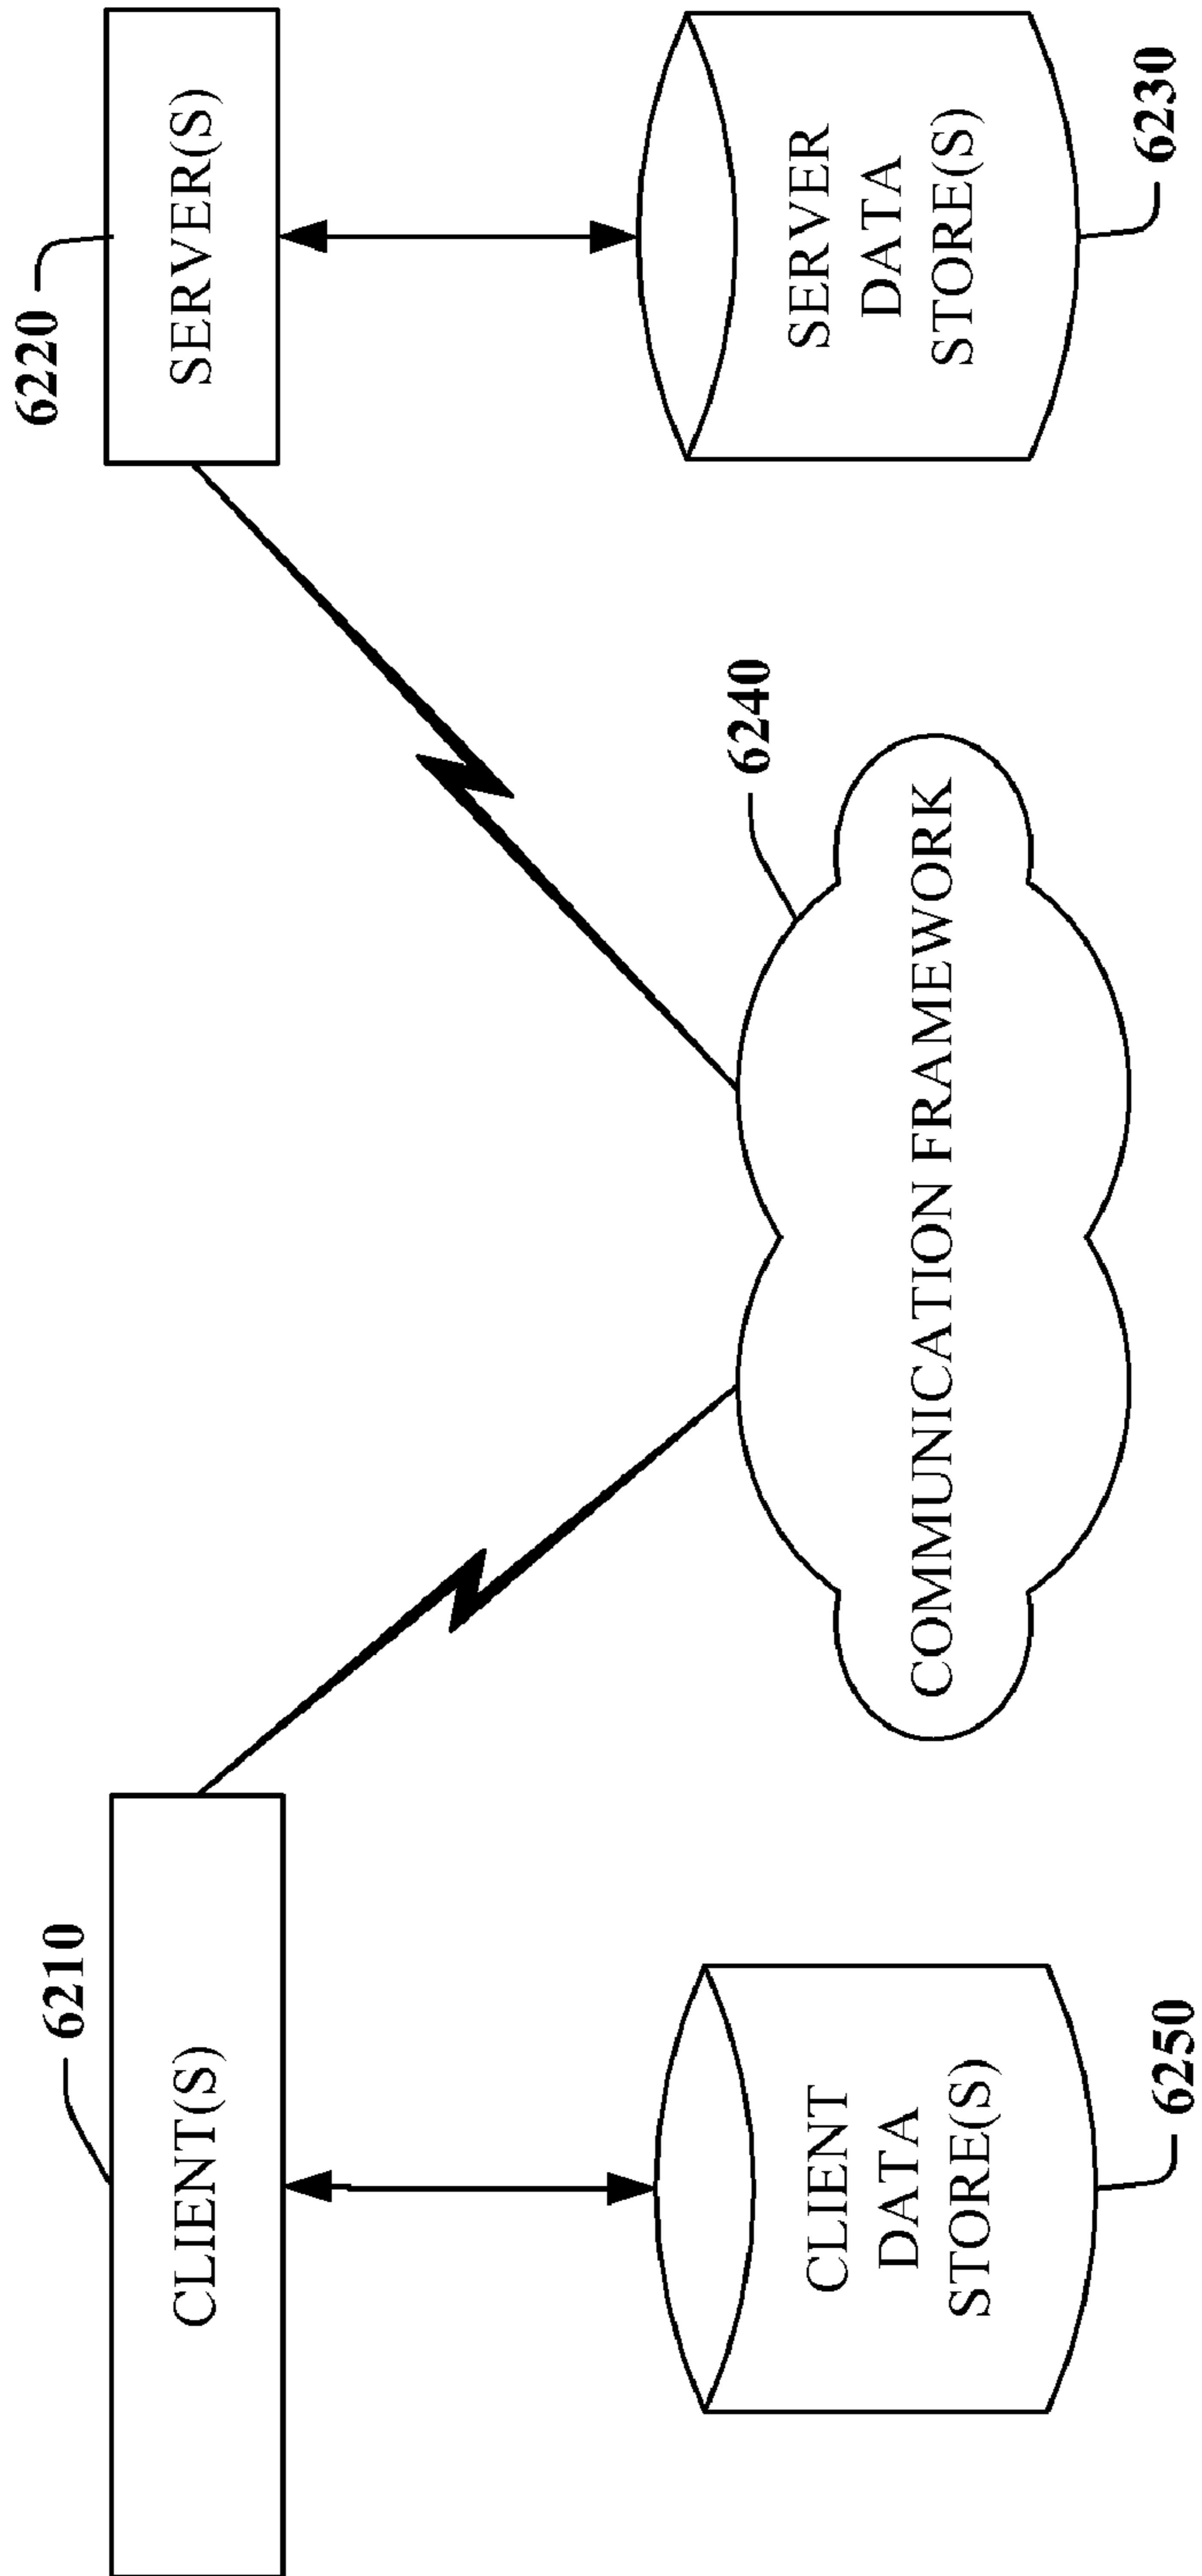 6210
6220
CLIENT(S)
SERVER(S)
6240
CLIENT
DATA
STORE(S)
SERVER
DATA
STORE(S)
COMMUNICATION FRAMEWORK
6250
6230